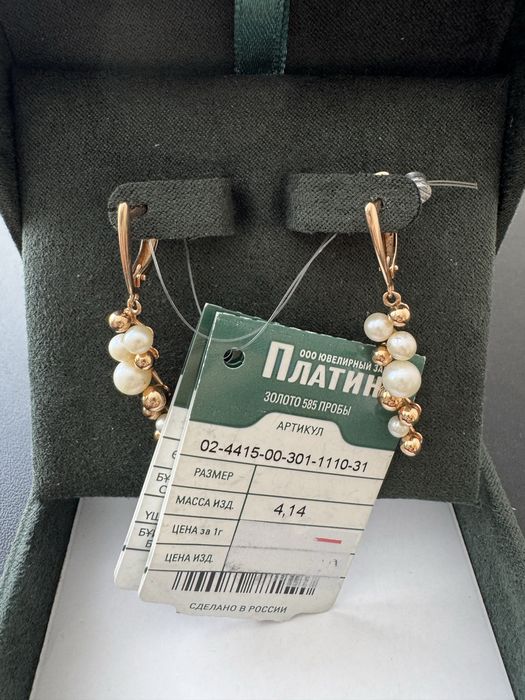 ООО ЮВЕЛИРНЫЙ ЗА
ПЛАТИН
ЗОЛОТО 585 ПРОБЫ
АРТИКУЛ
02-4415-00-301-1110-31
РАЗМЕР
МАССА ИЗД.
4,14
ЦЕНА за 1г
ЦЕНА ИЗД.
СДЕЛАНО В РОССИИ